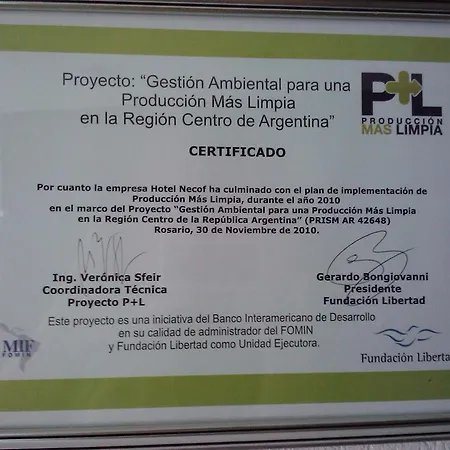 Proyecto: “Gestión Ambiental para una
Producción Más Limpia
en la Región Centro de Argentina”
P+L
PRODUCCIÓN
MÁS LIMPIA
CERTIFICADO
Por cuanto la empresa Hotel Necof ha culminado con el plan de implementación de
Producción Más Limpia, durante el año 2010
en el marco del Proyecto “Gestión Ambiental para una Producción Más Limpia
en la Región Centro de la República Argentina” (PRISM AR 42648)
Rosario, 30 de Noviembre de 2010.
Ing. Verónica Sfeir
Coordinadora Técnica
Proyecto P+L
Gerardo Bongiovanni
Presidente
Fundación Libertad
Este proyecto es una iniciativa del Banco Interamericano de Desarrollo
en su calidad de administrador del FOMIN
y Fundación Libertad como Unidad Ejecutora.
MIF
FOMIN
Fundación Liberta